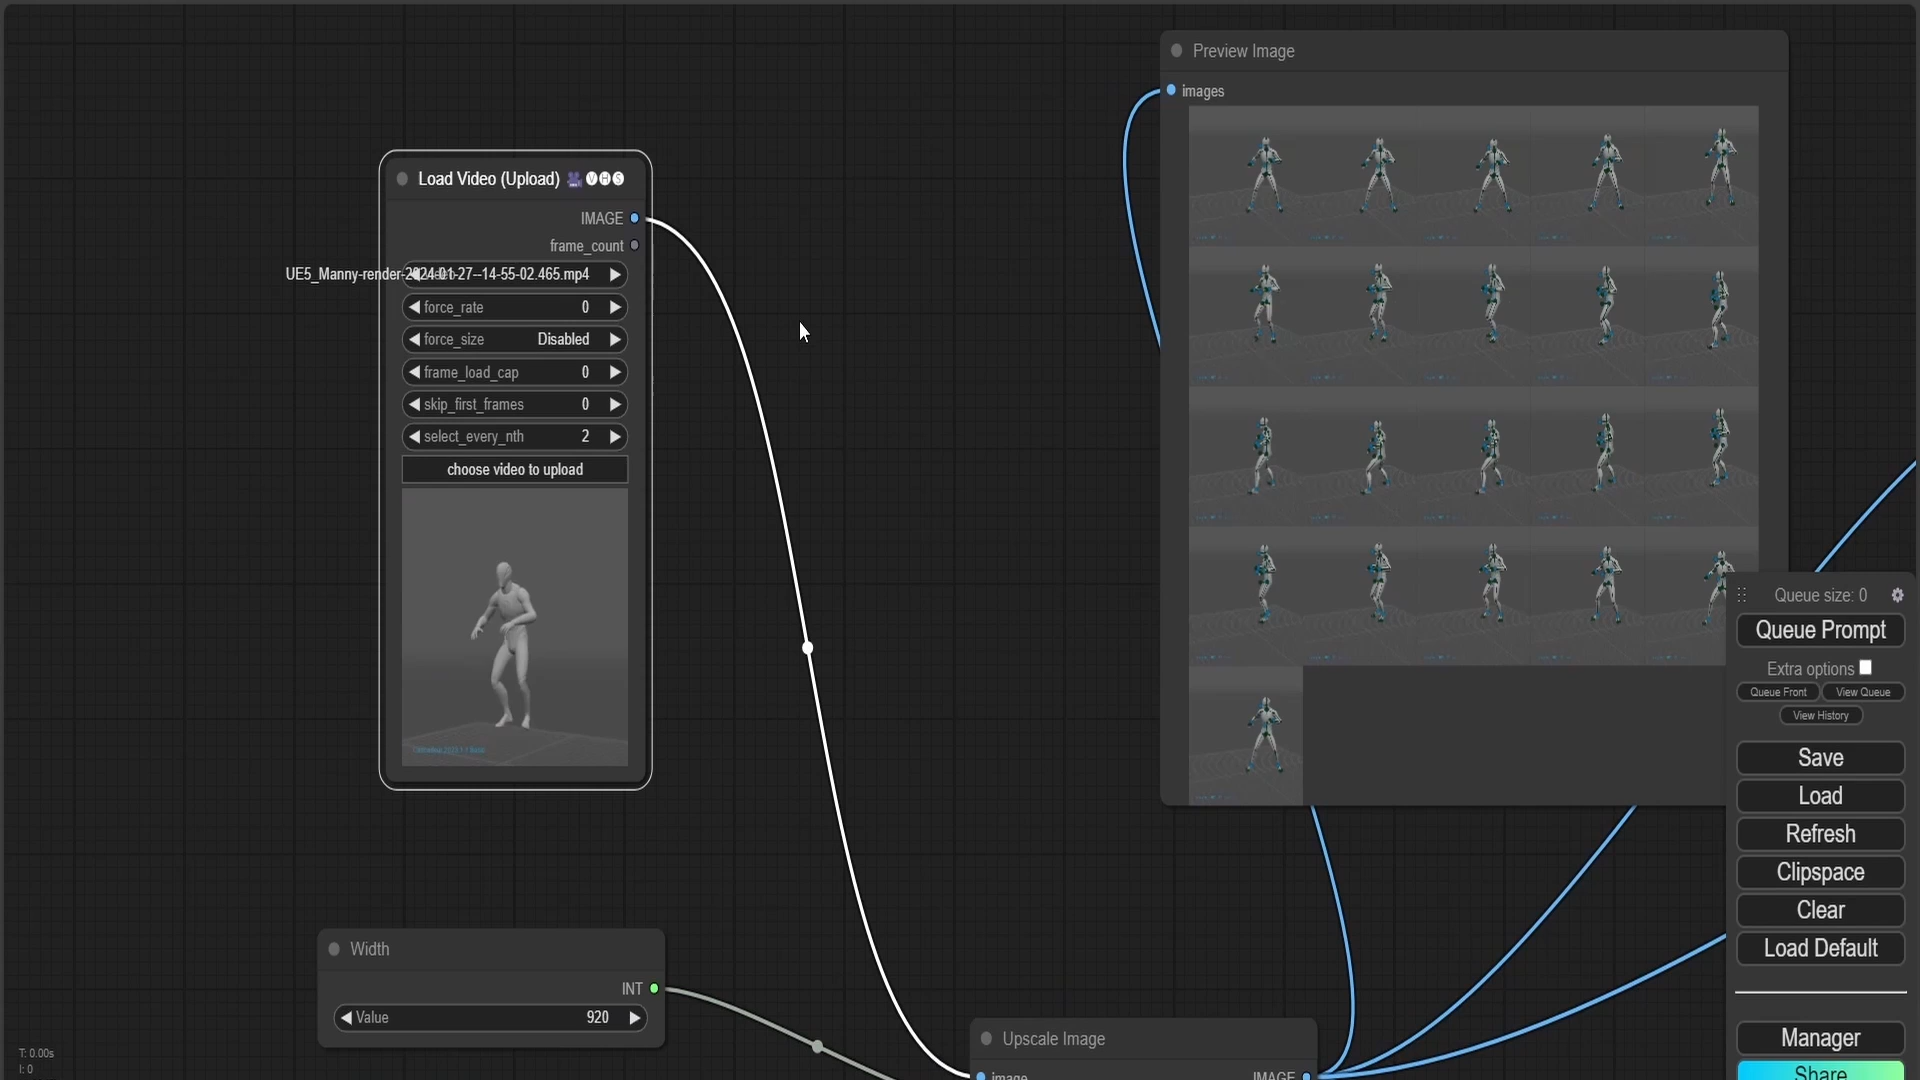 Preview Image
images
Load Video (Upload) VHS
IMAGE
frame_count
UE5_Manny-render-2024-01-27--14-55-02.465.mp4
force_rate 0
force_size Disabled
frame_load_cap 0
skip_first_frames 0
select_every_nth 2
choose video to upload
Width
INT
Value 920
Upscale Image
image IMAGE
Queue size: 0
Queue Prompt
Extra options
Queue Front View Queue
View History
Save
Load
Refresh
Clipspace
Clear
Load Default
Manager
Share
T: 0.00s
I: 0